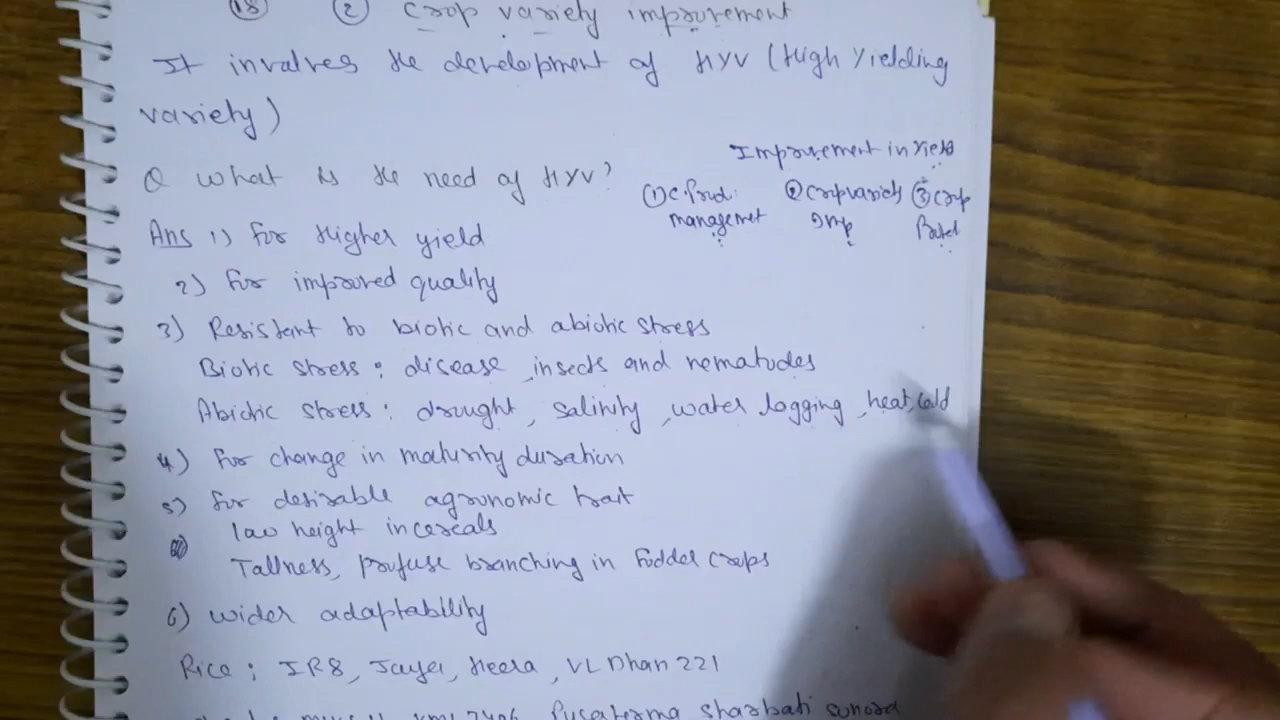 18 2 Crop variety improvement
It involves the development of HYV (High Yielding
variety)
Improvement in yield
Q what is the need of HYV?
1 C Prod. 2 crop variety 3 crop
management Imp
Ans 1) For Higher yield
2) For improved quality
3) Resistant to biotic and abiotic stress
Biotic stress: disease, insects and nematodes
Abiotic stress: drought, salinity, water logging, heat, cold
4) For change in maturity duration
5) For desirable agronomic trait
low height in cereals
Tallness, profuse branching in Fodder crops
6) wider adaptability
Rice; IR8, Jaya, Heera, VL Dhan 221
sharbati sonora